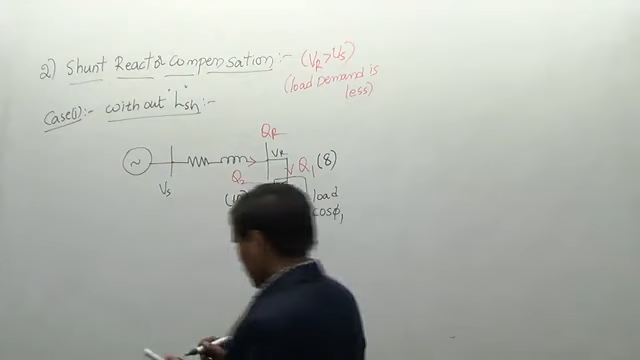 2) Shunt Reactor Compensation:- (VR>VS)
(load Demand is
less)
Case(i):- without "Lsh":-
QR
~
VR
Q1 (8)
VS
Q2
load
cosφ1